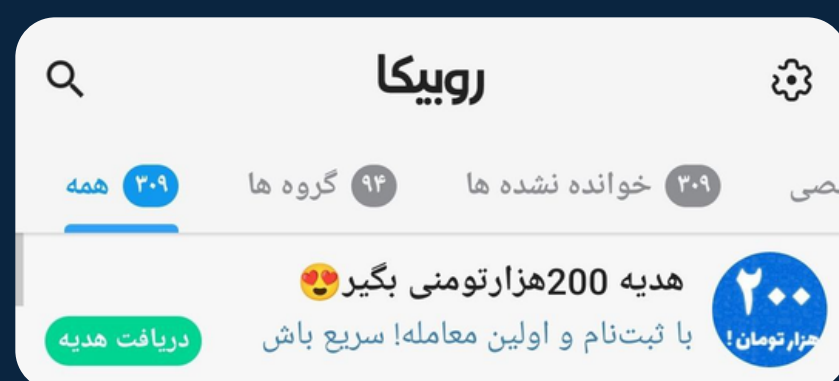 روبیکا
صی
خوانده نشده ها ۳۰۹
گروه ها ۹۴
همه ۳۰۹
هدیه 200هزارتومنی بگیر😍
با ثبت‌نام و اولین معامله! سریع باش
دریافت هدیه
۲۰۰
هزار تومان !